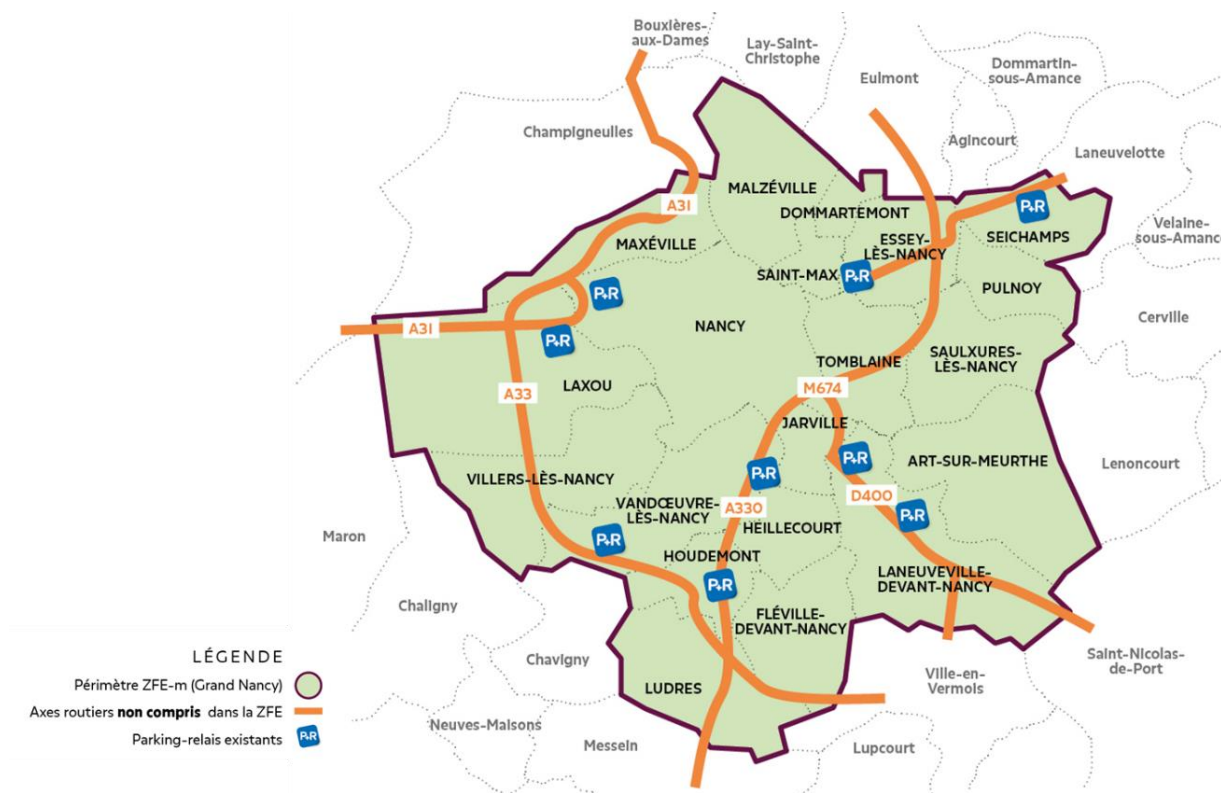 Bouxières-
aux-Dames
Lay-Saint-
Christophe
Eulmont
Dommartin-
sous-Amance
Champigneulles
Agincourt
Laneuvelotte
MALZÉVILLE
A31
P+R
DOMMARTEMONT
Velaine-
sous-Amance
MAXÉVILLE
ESSEY-
LÈS-NANCY
SEICHAMPS
SAINT-MAX
P+R
PULNOY
P+R
Cerville
A31
NANCY
P+R
TOMBLAINE
SAULXURES-
LÈS-NANCY
LAXOU
A33
M674
JARVILLE
P+R
ART-SUR-MEURTHE
Lenoncourt
VILLERS-LÈS-NANCY
P+R
D400
VANDŒUVRE-
LÈS-NANCY
A330
P+R
HEILLECOURT
Maron
P+R
HOUDEMONT
P+R
LANEUVEVILLE-
DEVANT-NANCY
Chaligny
FLÉVILLE-
DEVANT-NANCY
LÉGENDE
Chavigny
Saint-Nicolas-
de-Port
Périmètre ZFE-m (Grand Nancy)
LUDRES
Ville-en-
Vermois
Axes routiers non compris dans la ZFE
Neuves-Maisons
Parking-relais existants P+R
Messein
Lupcourt